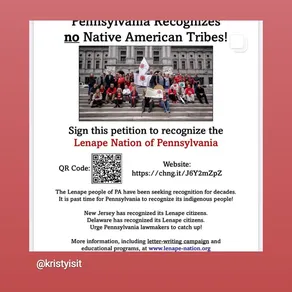 Pennsylvania Recognizes
no Native American Tribes!
Sign this petition to recognize the
Lenape Nation of Pennsylvania
QR Code:
Website:
https://chng.it/J6Y2mZpZ
The Lenape people of PA have been seeking recognition for decades.
It is past time for Pennsylvania to recognize its indigenous people!
New Jersey has recognized its Lenape citizens.
Delaware has recognized its Lenape citizens.
Urge Pennsylvania lawmakers to catch up!
More information, including letter-writing campaign and
educational programs, at www.lenape-nation.org
@kristyisit